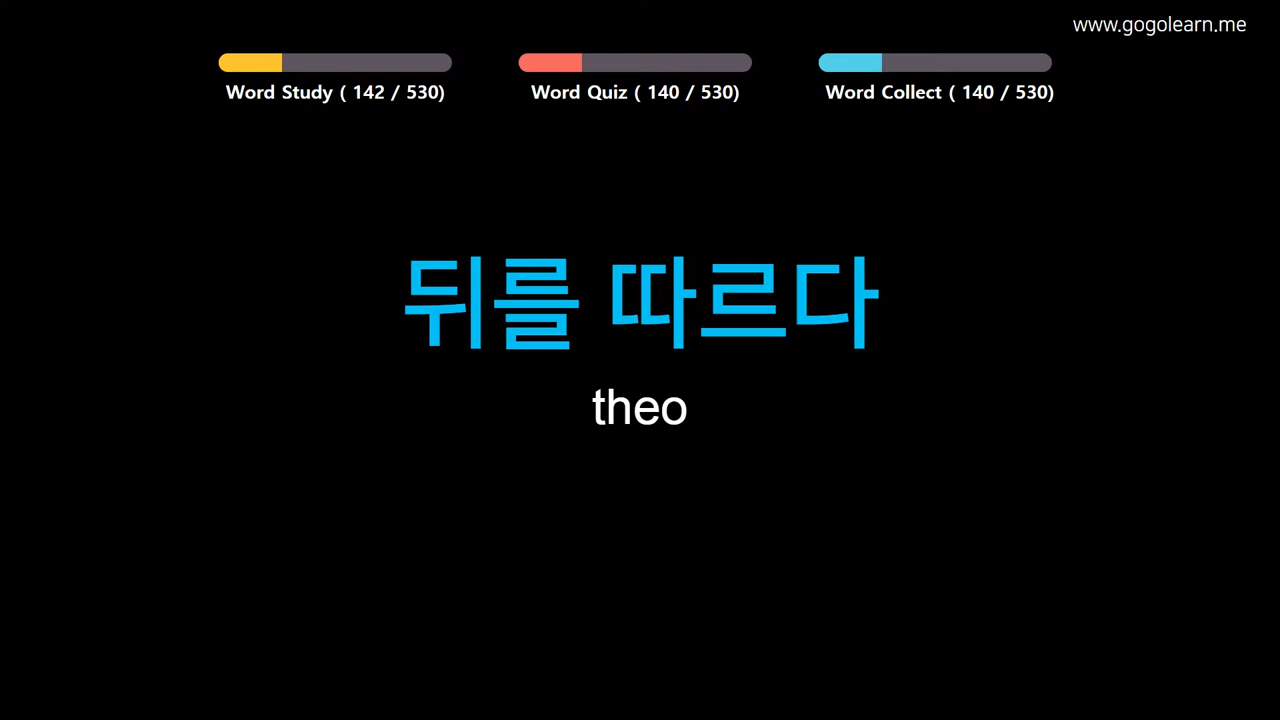 www.gogolearn.me
Word Study ( 142 / 530)
Word Quiz ( 140 / 530)
Word Collect ( 140 / 530)
뒤를 따르다
theo